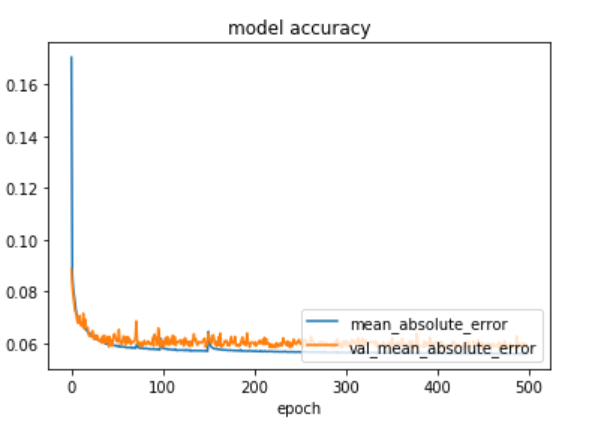 model accuracy
0.16
0.14
0.12
0.10
0.08
0.06
mean_absolute_error
val_mean_absolute_error
0 100 200 300 400 500
epoch